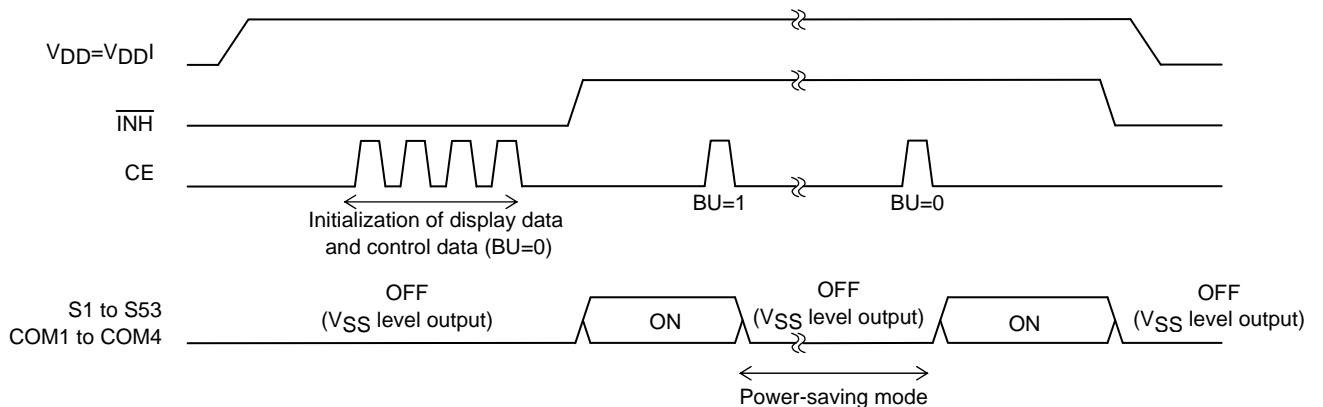 VDD=VDDI
INH
CE
BU=1
BU=0
Initialization of display data
and control data (BU=0)
S1 to S53
COM1 to COM4
OFF
(VSS level output)
ON
OFF
(VSS level output)
ON
OFF
(VSS level output)
Power-saving mode